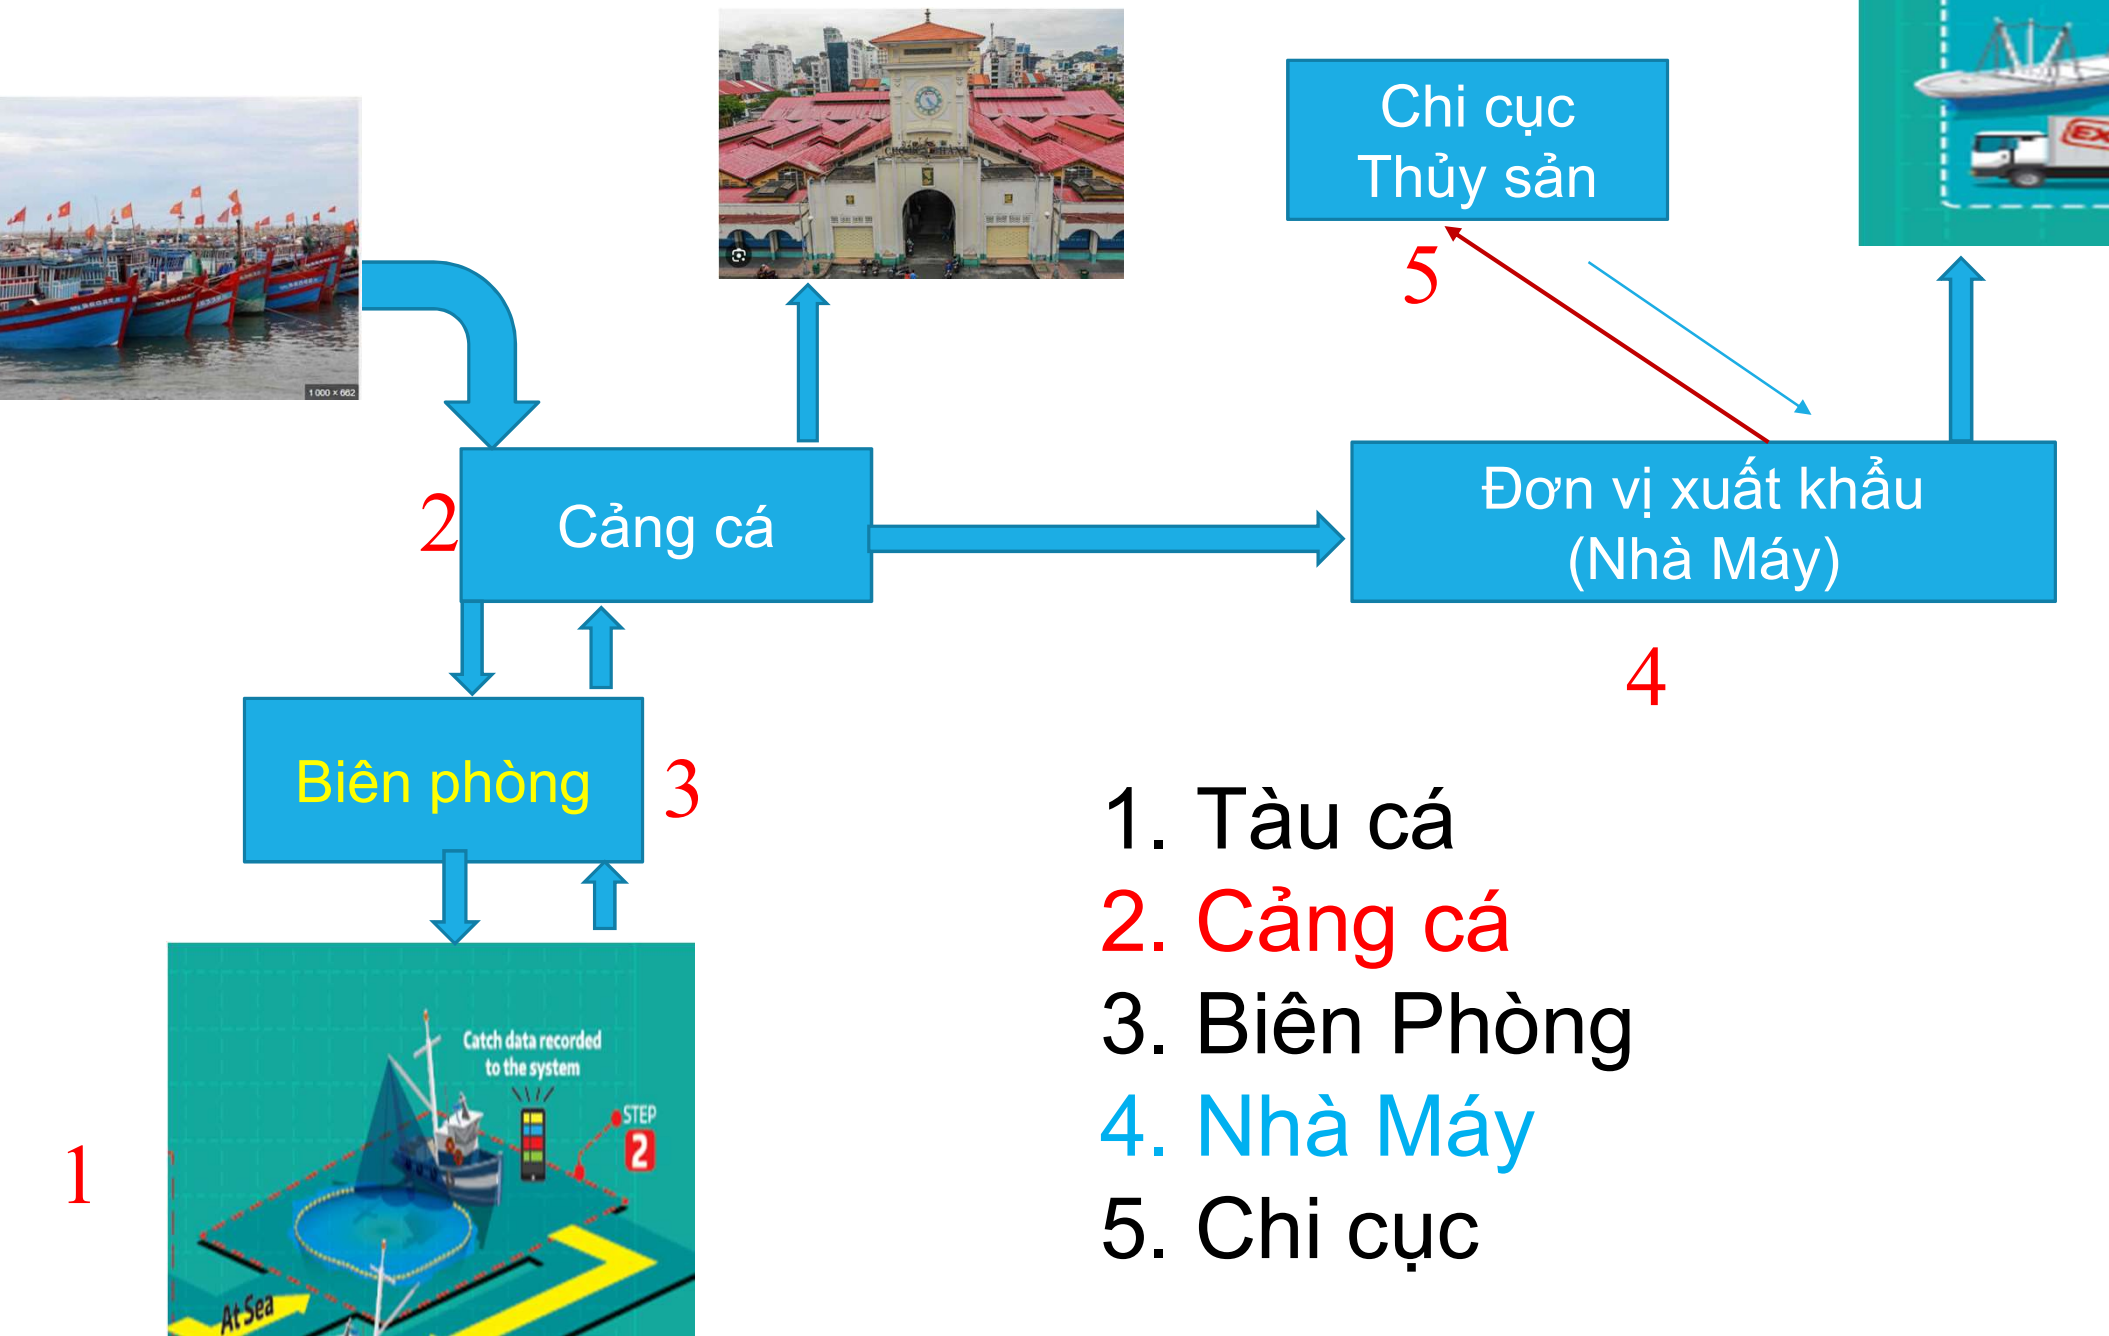 Chi cục
Thủy sản
5
1 000 × 662
2
Cảng cá
Đơn vị xuất khẩu
(Nhà Máy)
4
Biên phòng
3
1. Tàu cá
2. Cảng cá
3. Biên Phòng
4. Nhà Máy
5. Chi cục
1
Catch data recorded
to the system
STEP
2
At Sea